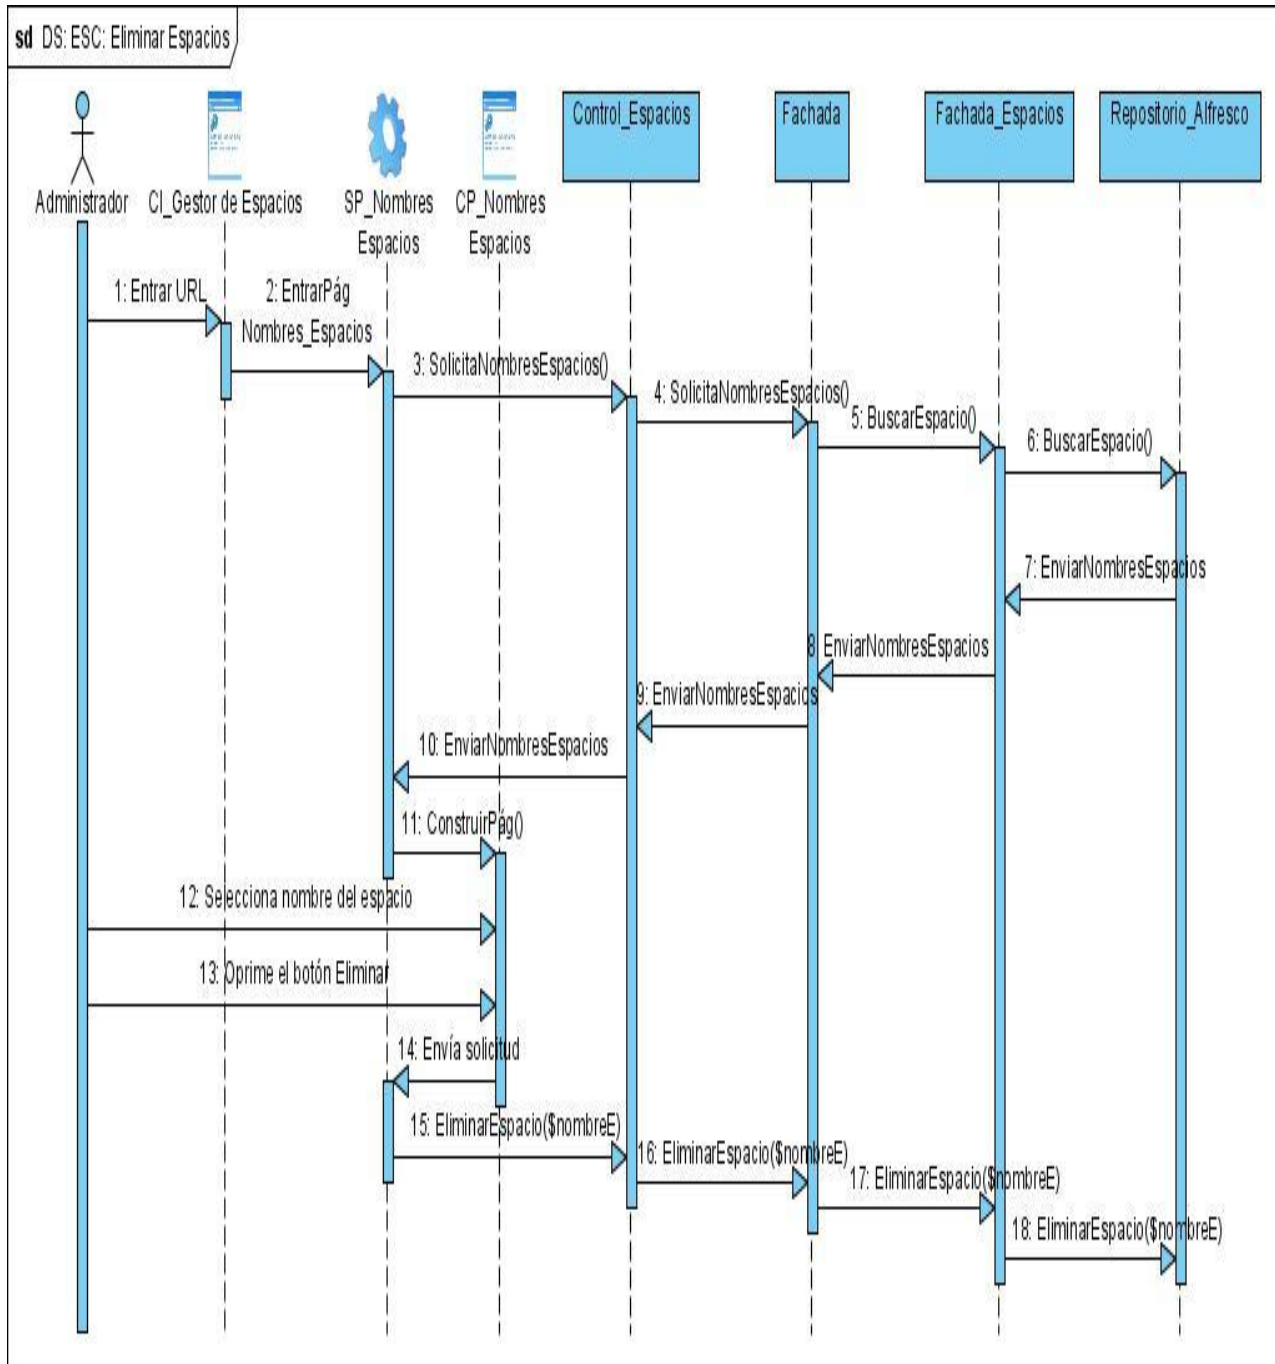 sd DS: ESC: Eliminar Espacios
Administrador
CI_Gestor de Espacios
SP_Nombres
Espacios
CP_Nombres
Espacios
Control_Espacios
Fachada
Fachada_Espacios
Repositorio_Alfresco
1: Entrar URL
2: EntrarPág
Nombres_Espacios
3: SolicitaNombresEspacios()
4: SolicitaNombresEspacios()
5: BuscarEspacio()
6: BuscarEspacio()
7: EnviarNombresEspacios
8: EnviarNombresEspacios
9: EnviarNombresEspacios
10: EnviarNombresEspacios
11: ConstruirPág()
12: Selecciona nombre del espacio
13: Oprime el botón Eliminar
14: Envía solicitud
15: EliminarEspacio($nombreE)
16: EliminarEspacio($nombreE)
17: EliminarEspacio($nombreE)
18: EliminarEspacio($nombreE)